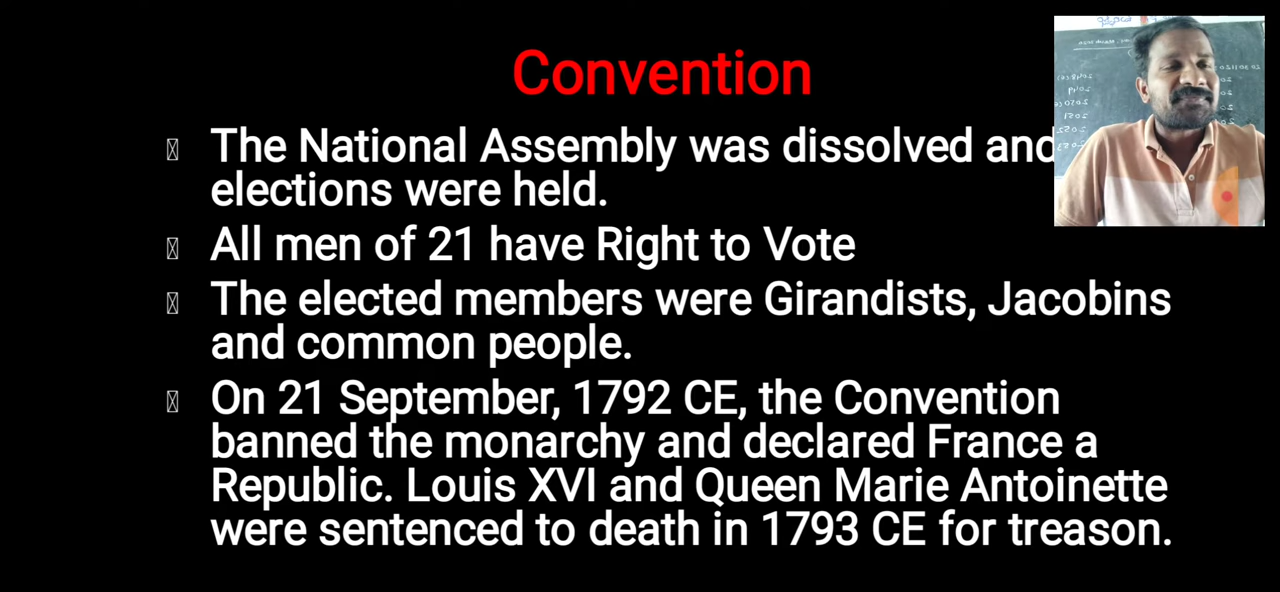 Convention
The National Assembly was dissolved and
elections were held.
All men of 21 have Right to Vote
The elected members were Girandists, Jacobins
and common people.
On 21 September, 1792 CE, the Convention
banned the monarchy and declared France a
Republic. Louis XVI and Queen Marie Antoinette
were sentenced to death in 1793 CE for treason.